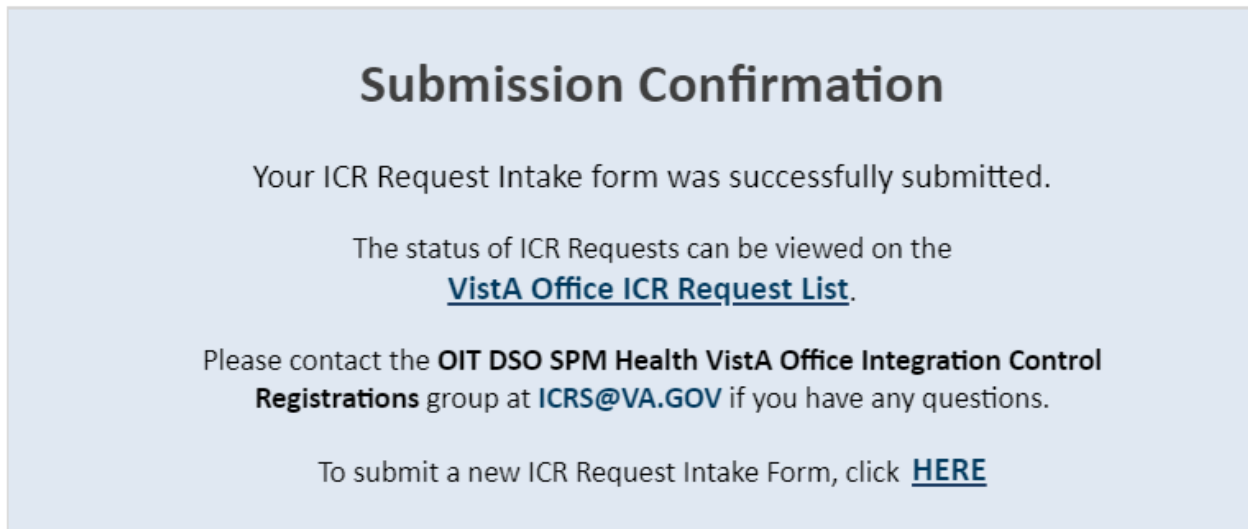 Submission Confirmation
Your ICR Request Intake form was successfully submitted.
The status of ICR Requests can be viewed on the
VistA Office ICR Request List.
Please contact the OIT DSO SPM Health VistA Office Integration Control
Registrations group at ICRS@VA.GOV if you have any questions.
To submit a new ICR Request Intake Form, click HERE